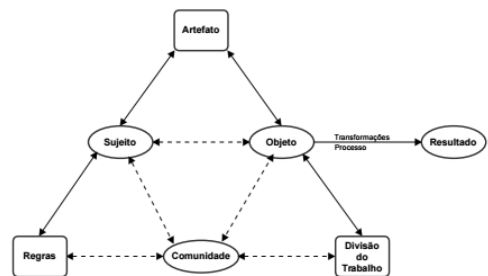 Artefato
Sujeito
Objeto
Transformações
Processo
Resultado
Regras
Comunidade
Divisão
do
Trabalho